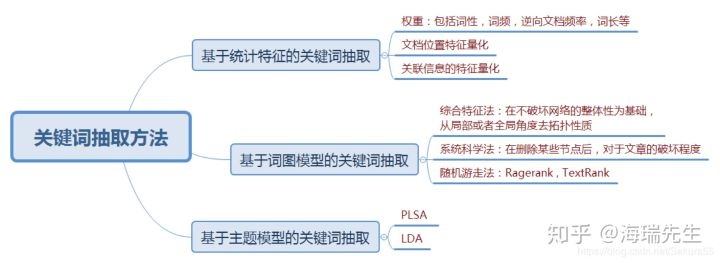 关键词抽取方法
基于统计特征的关键词抽取
权重：包括词性，词频，逆向文档频率，词长等
文档位置特征量化
关联信息的特征量化
基于词图模型的关键词抽取
综合特征法：在不破坏网络的整体性为基础，
从局部或者全局角度去拓扑性质
系统科学法：在删除某些节点后，对于文章的破坏程度
随机游走法：Ragerank , TextRank
基于主题模型的关键词抽取
PLSA
LDA
知乎 @海瑞先生
https://blog.csdn.net/Sakura55